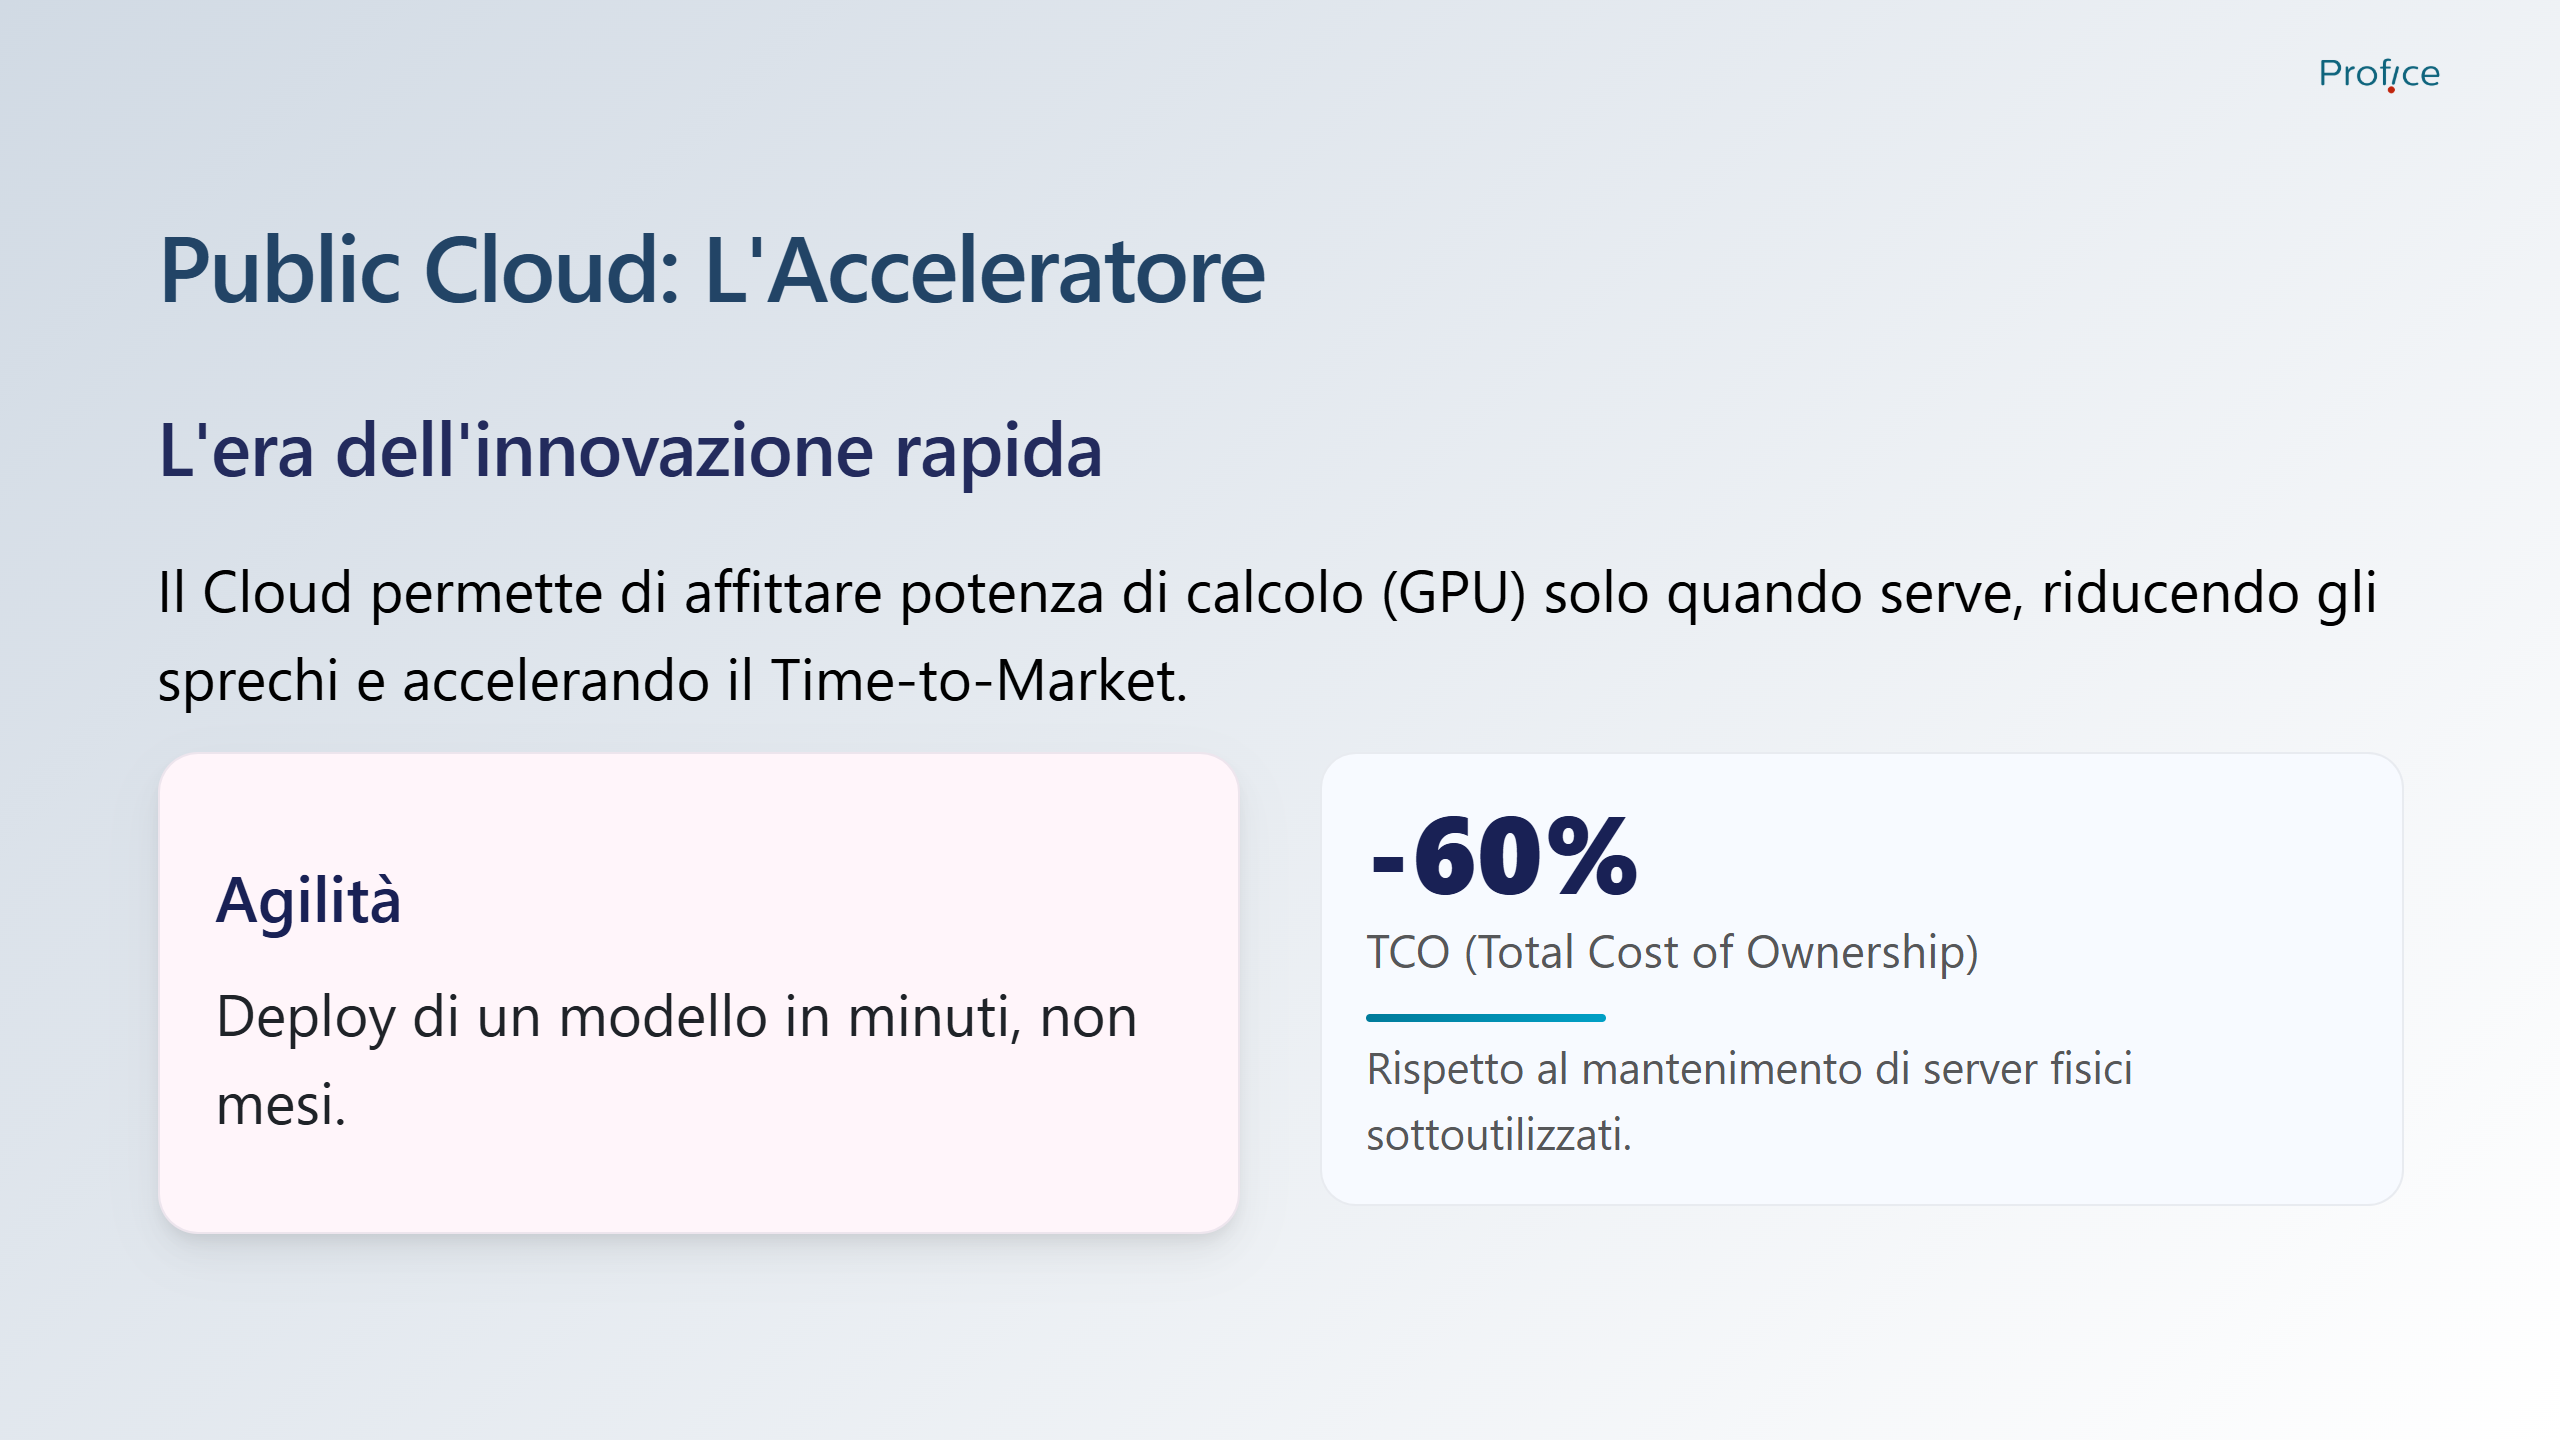 Profice
Public Cloud: L'Acceleratore
L'era dell'innovazione rapida
Il Cloud permette di affittare potenza di calcolo (GPU) solo quando serve, riducendo gli
sprechi e accelerando il Time-to-Market.
Agilità
Deploy di un modello in minuti, non
mesi.
-60%
TCO (Total Cost of Ownership)
Rispetto al mantenimento di server fisici
sottoutilizzati.